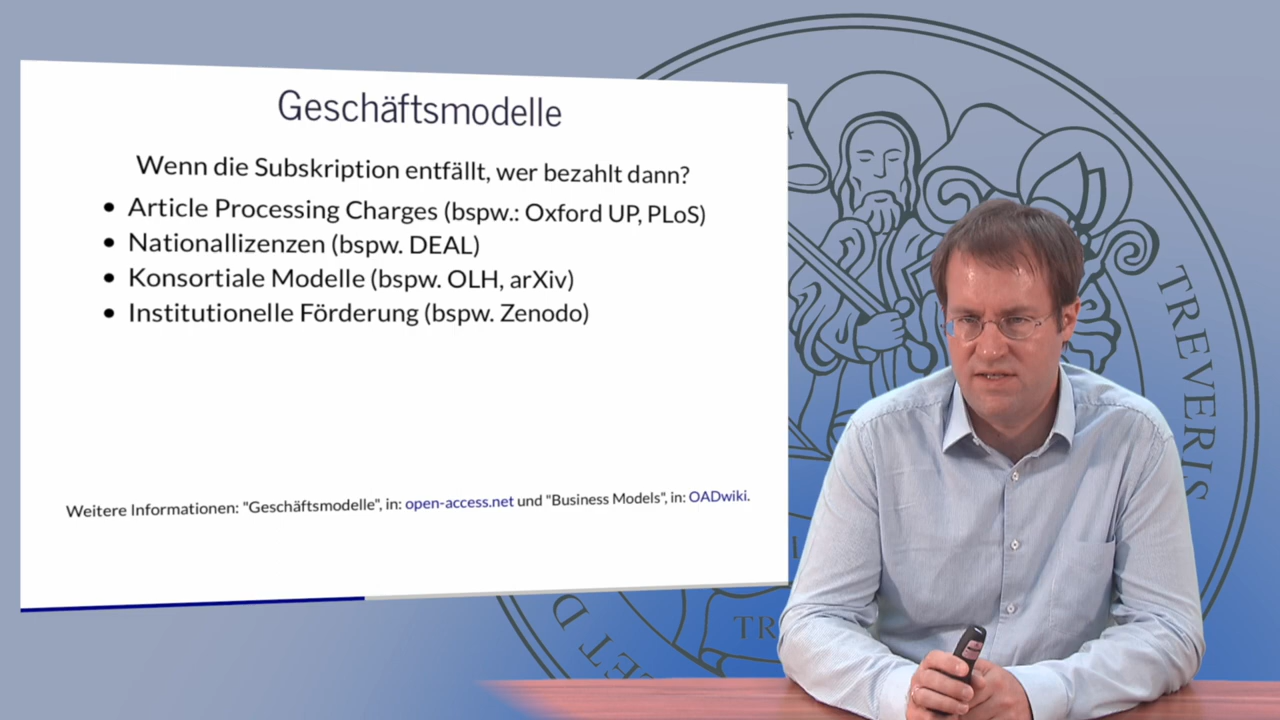 Geschäftsmodelle
Wenn die Subskription entfällt, wer bezahlt dann?
• Article Processing Charges (bspw.: Oxford UP, PLoS)
• Nationallizenzen (bspw. DEAL)
• Konsortiale Modelle (bspw. OLH, arXiv)
• Institutionelle Förderung (bspw. Zenodo)
Weitere Informationen: "Geschäftsmodelle", in: open-access.net und "Business Models", in: OADwiki.
TREVERIS
ET D
TR